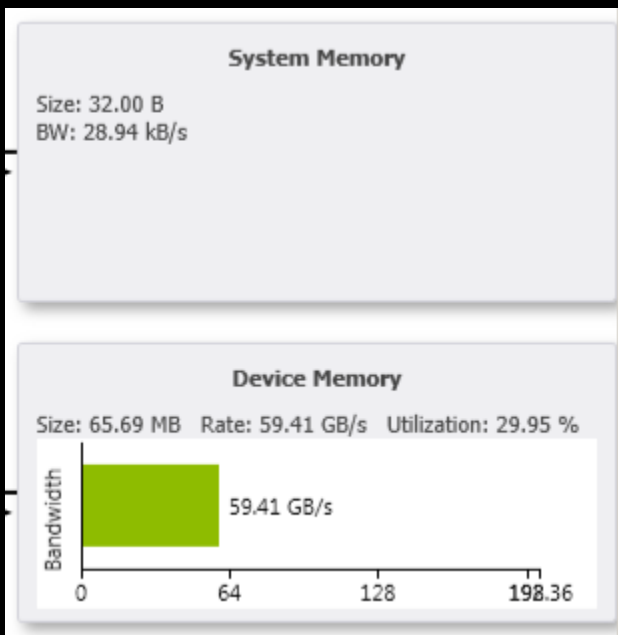 System Memory
Size: 32.00 B
BW: 28.94 kB/s
Device Memory
Size: 65.69 MB Rate: 59.41 GB/s Utilization: 29.95 %
Bandwidth
59.41 GB/s
0 64 128 192 198.36